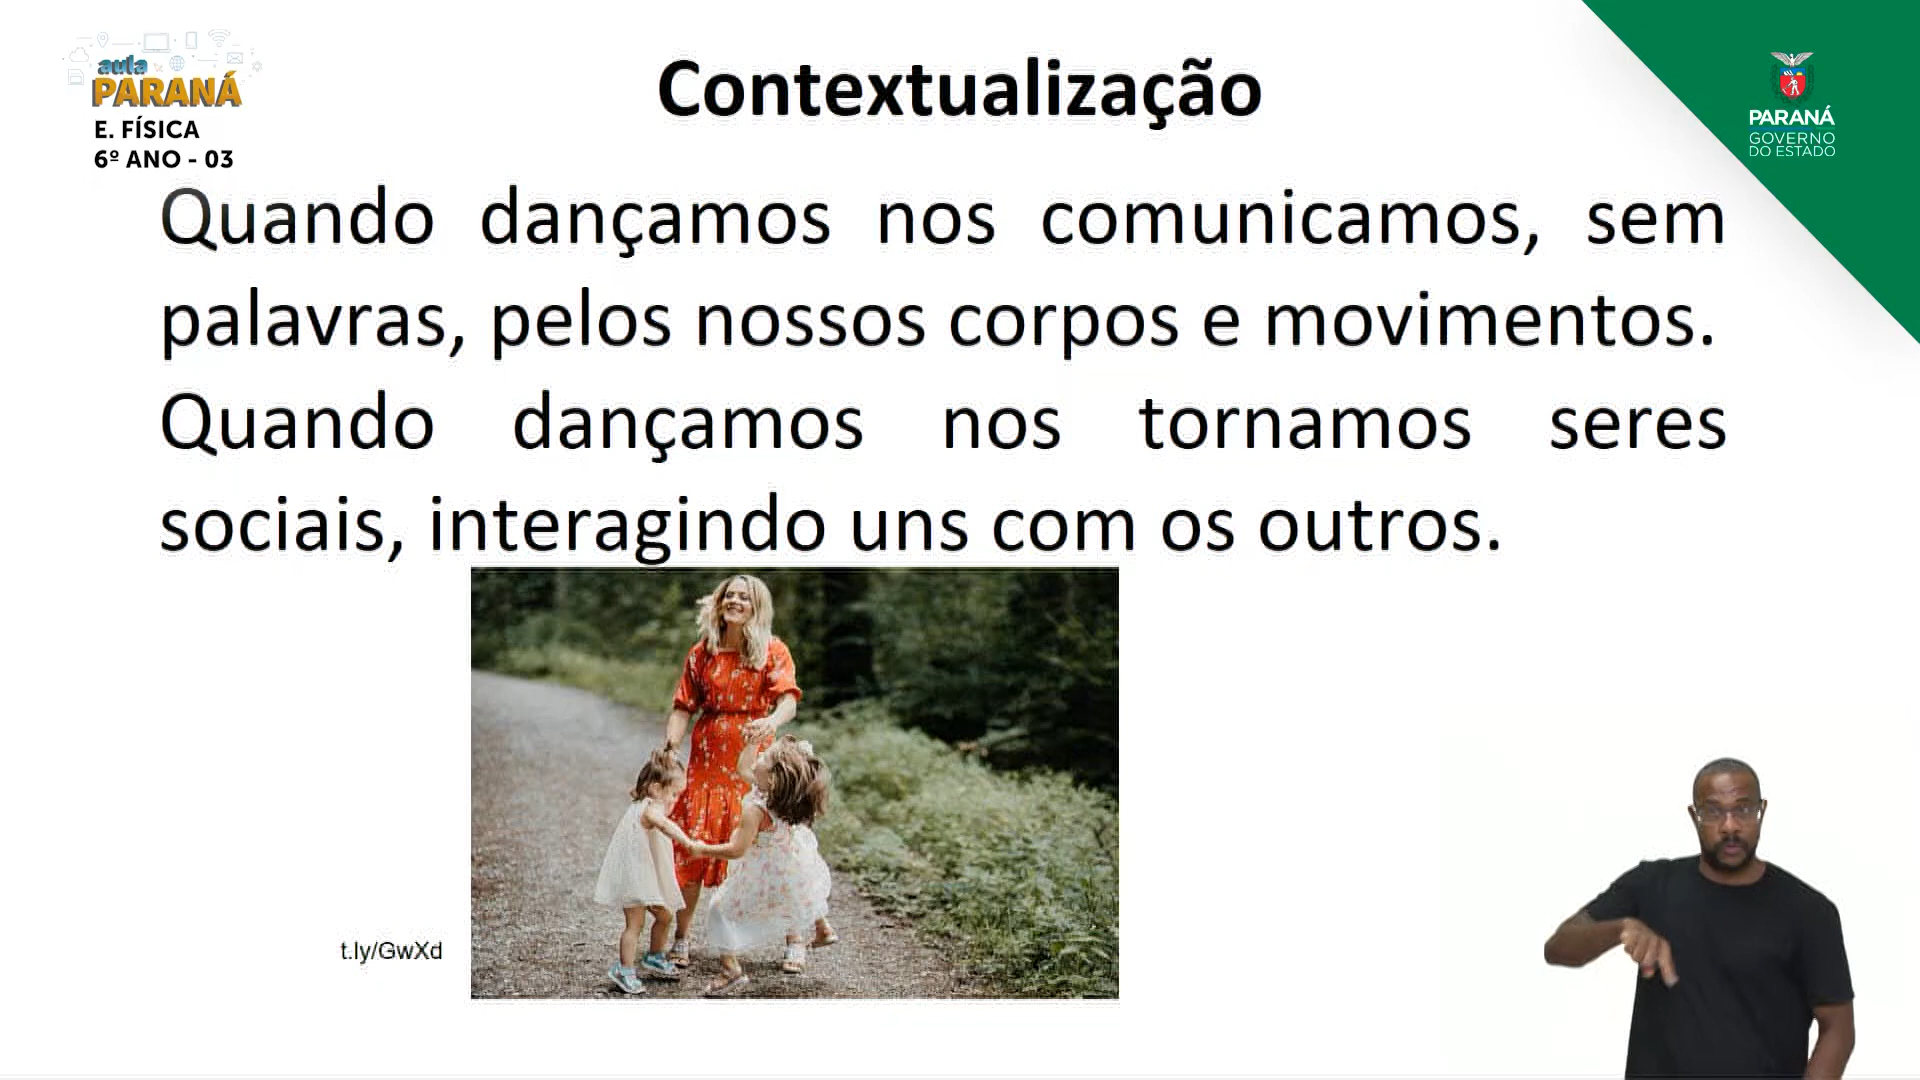 aula
PARANÁ
E. FÍSICA
6º ANO - 03
Contextualização
PARANÁ
GOVERNO
DO ESTADO
Quando dançamos nos comunicamos, sem
palavras, pelos nossos corpos e movimentos.
Quando dançamos nos tornamos seres
sociais, interagindo uns com os outros.
t.ly/GwXd